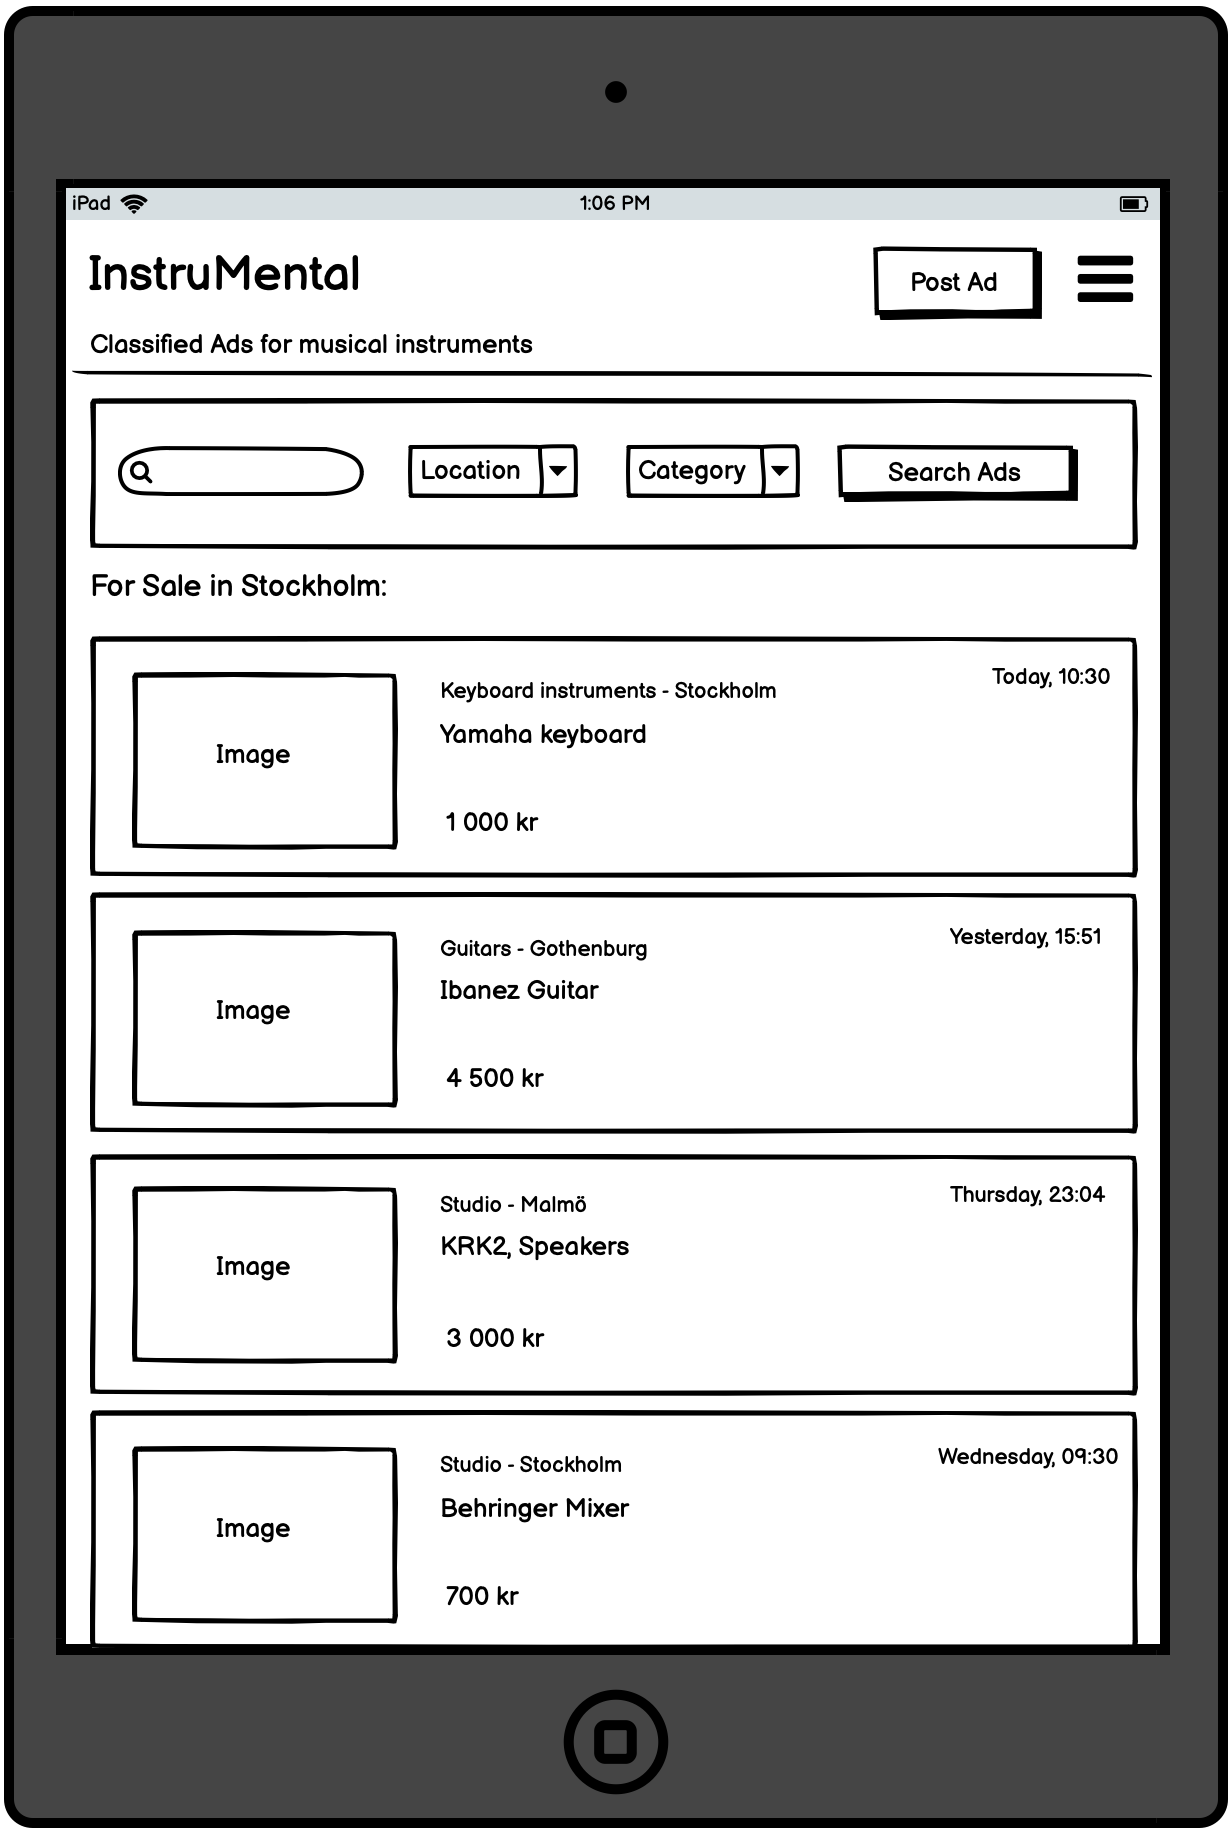 iPad 1:06 PM
InstruMental
Post Ad
Classified Ads for musical instruments
Location Category Search Ads
For Sale in Stockholm:
Today, 10:30
Keyboard instruments - Stockholm
Yamaha keyboard
Image
1 000 kr
Yesterday, 15:51
Guitars - Gothenburg
Ibanez Guitar
Image
4 500 kr
Thursday, 23:04
Studio - Malmö
KRK2, Speakers
Image
3 000 kr
Wednesday, 09:30
Studio - Stockholm
Behringer Mixer
Image
700 kr